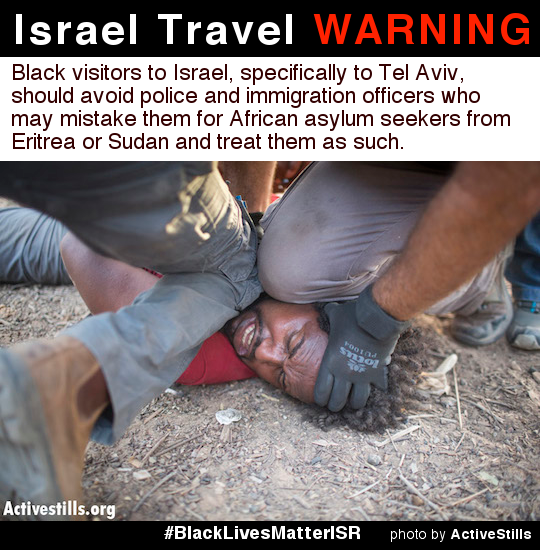 Israel Travel WARNING
Black visitors to Israel, specifically to Tel Aviv,
should avoid police and immigration officers who
may mistake them for African asylum seekers from
Eritrea or Sudan and treat them as such.
lotus
PU1004
Activestills.org
#BlackLivesMatterISR photo by ActiveStills